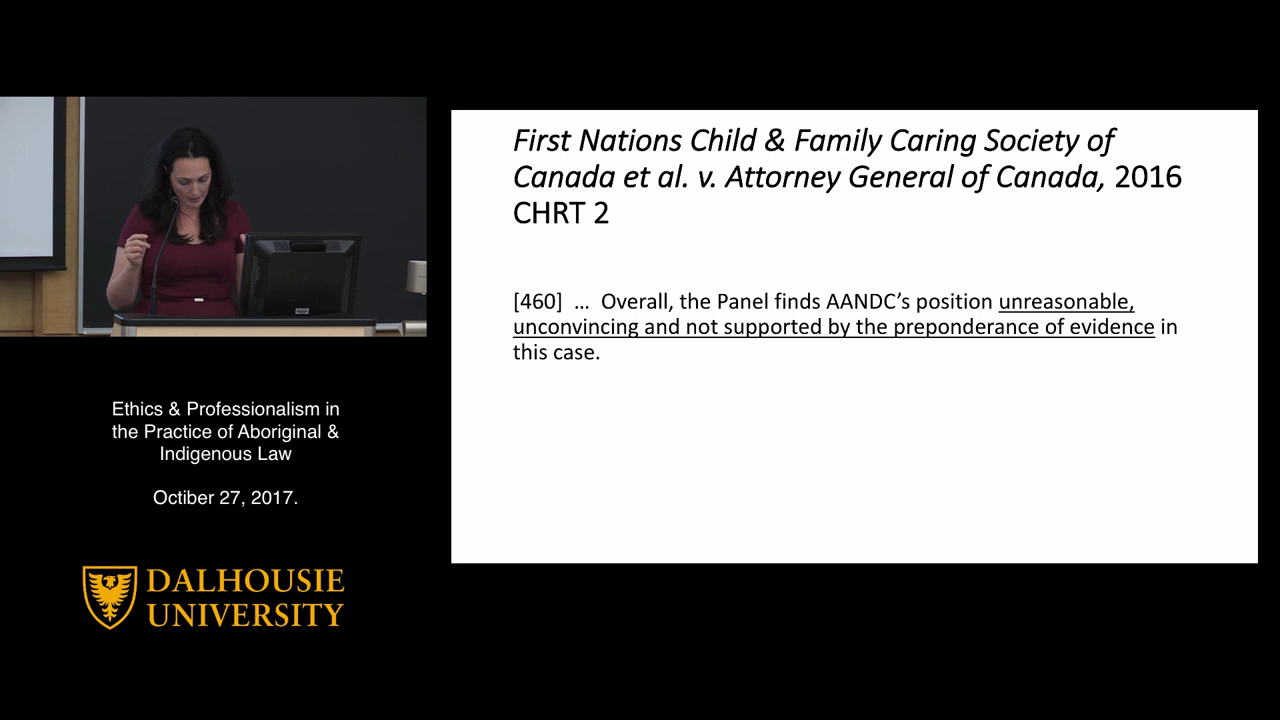 First Nations Child & Family Caring Society of
Canada et al. v. Attorney General of Canada, 2016
CHRT 2
[460] … Overall, the Panel finds AANDC’s position unreasonable,
unconvincing and not supported by the preponderance of evidence in
this case.
Ethics & Professionalism in
the Practice of Aboriginal &
Indigenous Law
Octiber 27, 2017.
DALHOUSIE
UNIVERSITY